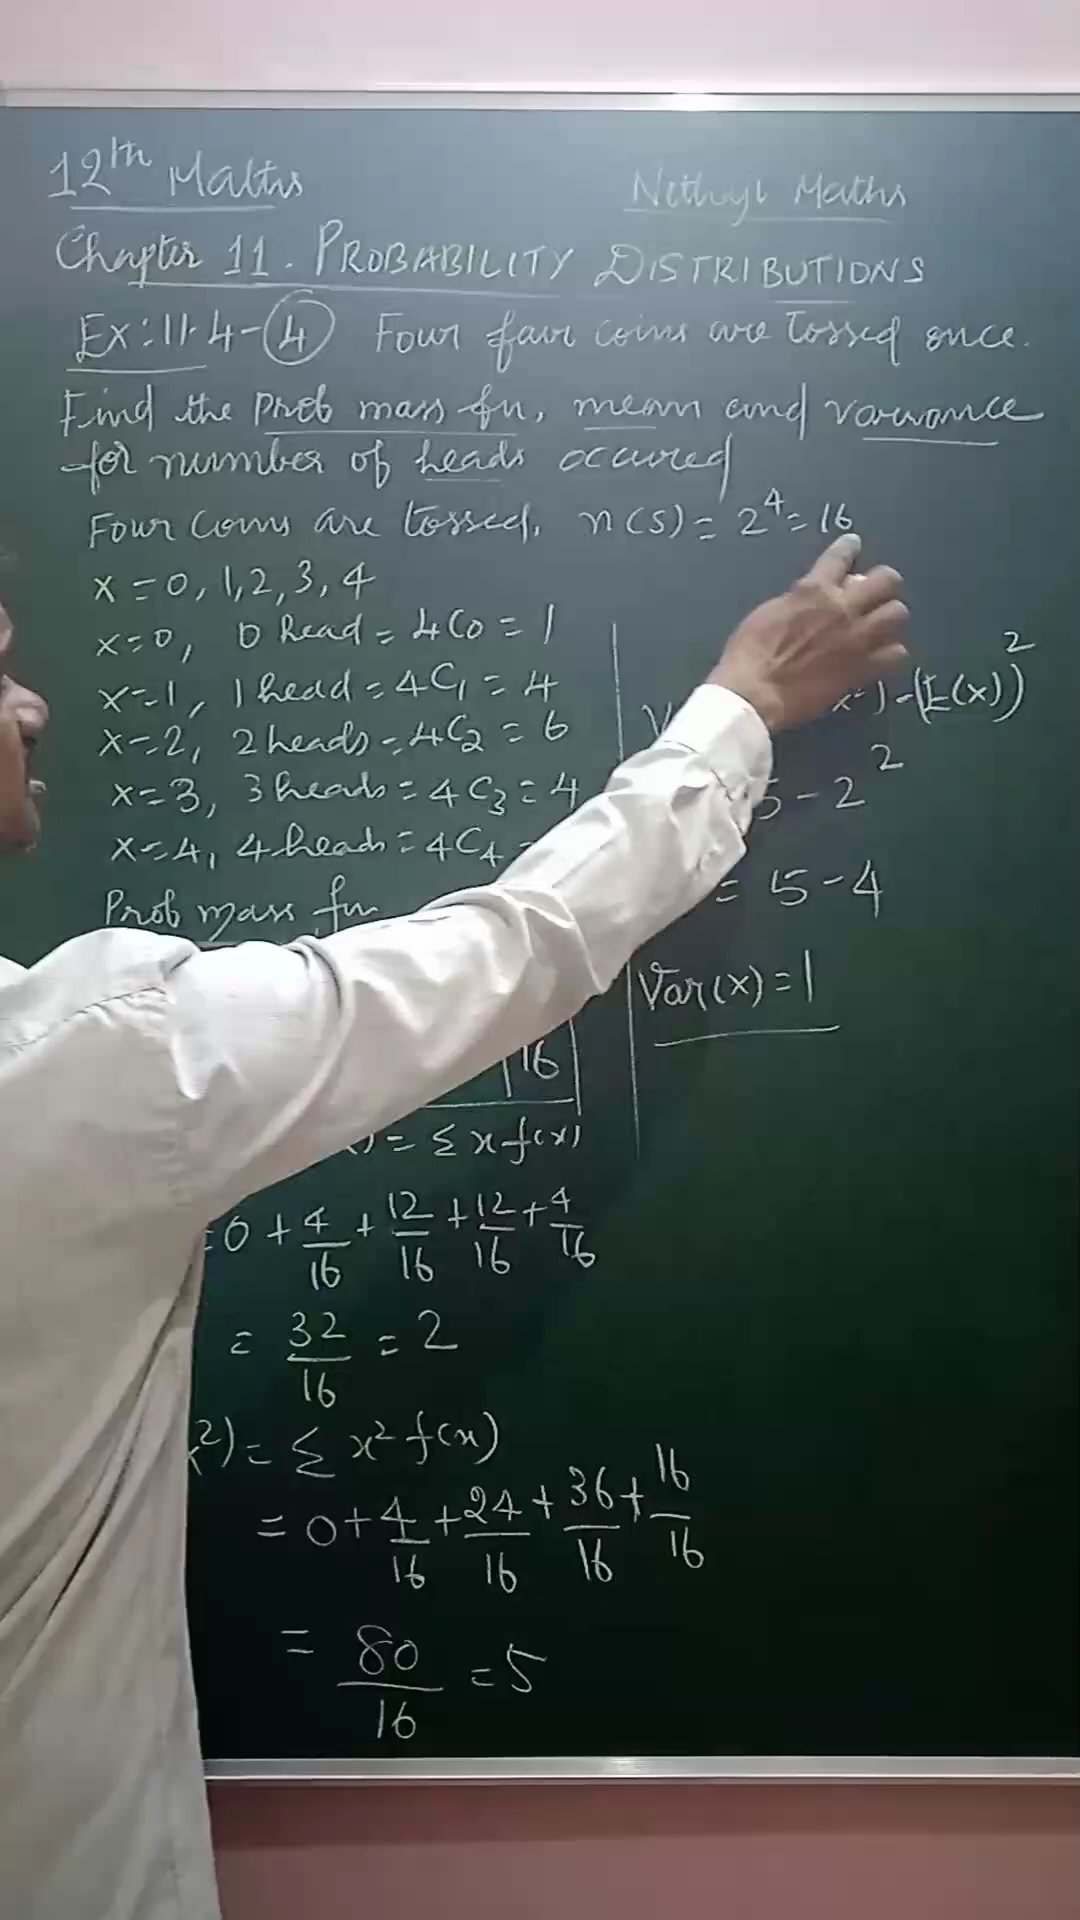 12th Maths
Nithyi Maths
Chapter 11. PROBABILITY DISTRIBUTIONS
Ex: 11.4-④ Four fair coins are tossed once.
Find the prob mass fn, mean and variance
for number of heads occured
Four coins are tossed. n(S) = 2⁴ = 16
X = 0, 1, 2, 3, 4
X=0, 0 head = 4C0 = 1
X=1, 1 head = 4C1 = 4
X=2, 2 heads = 4C2 = 6
X=3, 3 heads = 4C3 = 4
X=4, 4 heads = 4C4 =
Prob mass fn
16
= Σ x f(x)
= 0 + 4/16 + 12/16 + 12/16 + 4/16
= 32/16 = 2
²) = Σ x² f(x)
= 0 + 4/16 + 24/16 + 36/16 + 16/16
= 80/16 = 5
- (E(x))²
5 - 2²
= 5 - 4
Var(x) = 1